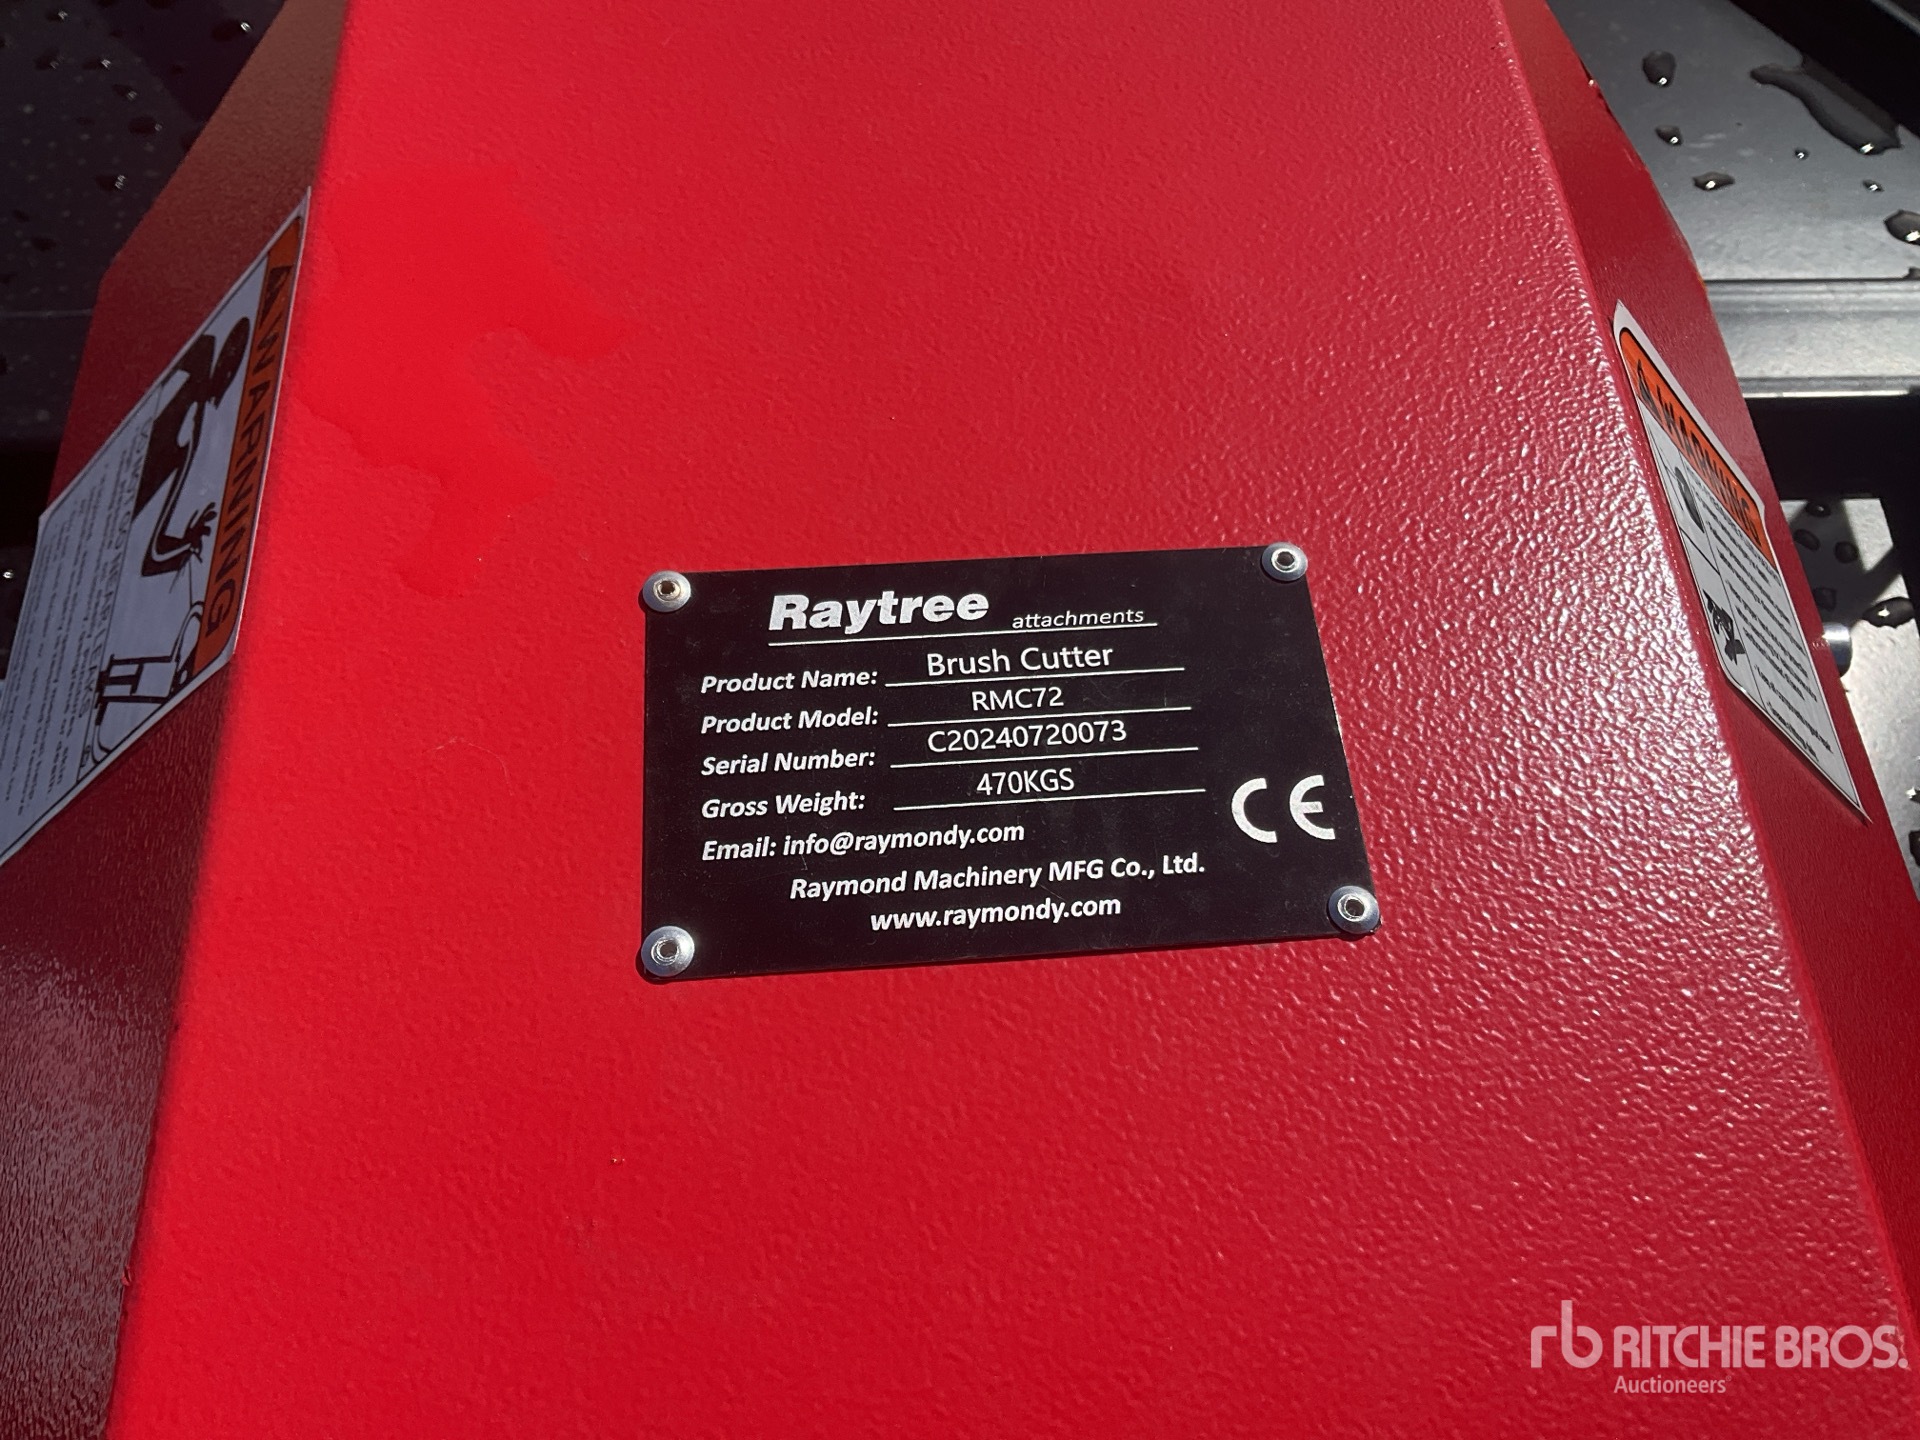 WARNING
WARNING
Raytree attachments
Product Name: Brush Cutter
Product Model: RMC72
Serial Number: C20240720073
Gross Weight: 470KGS
Email: info@raymondy.com
CE
Raymond Machinery MFG Co., Ltd.
www.raymondy.com
rb RITCHIE BROS.
Auctioneers